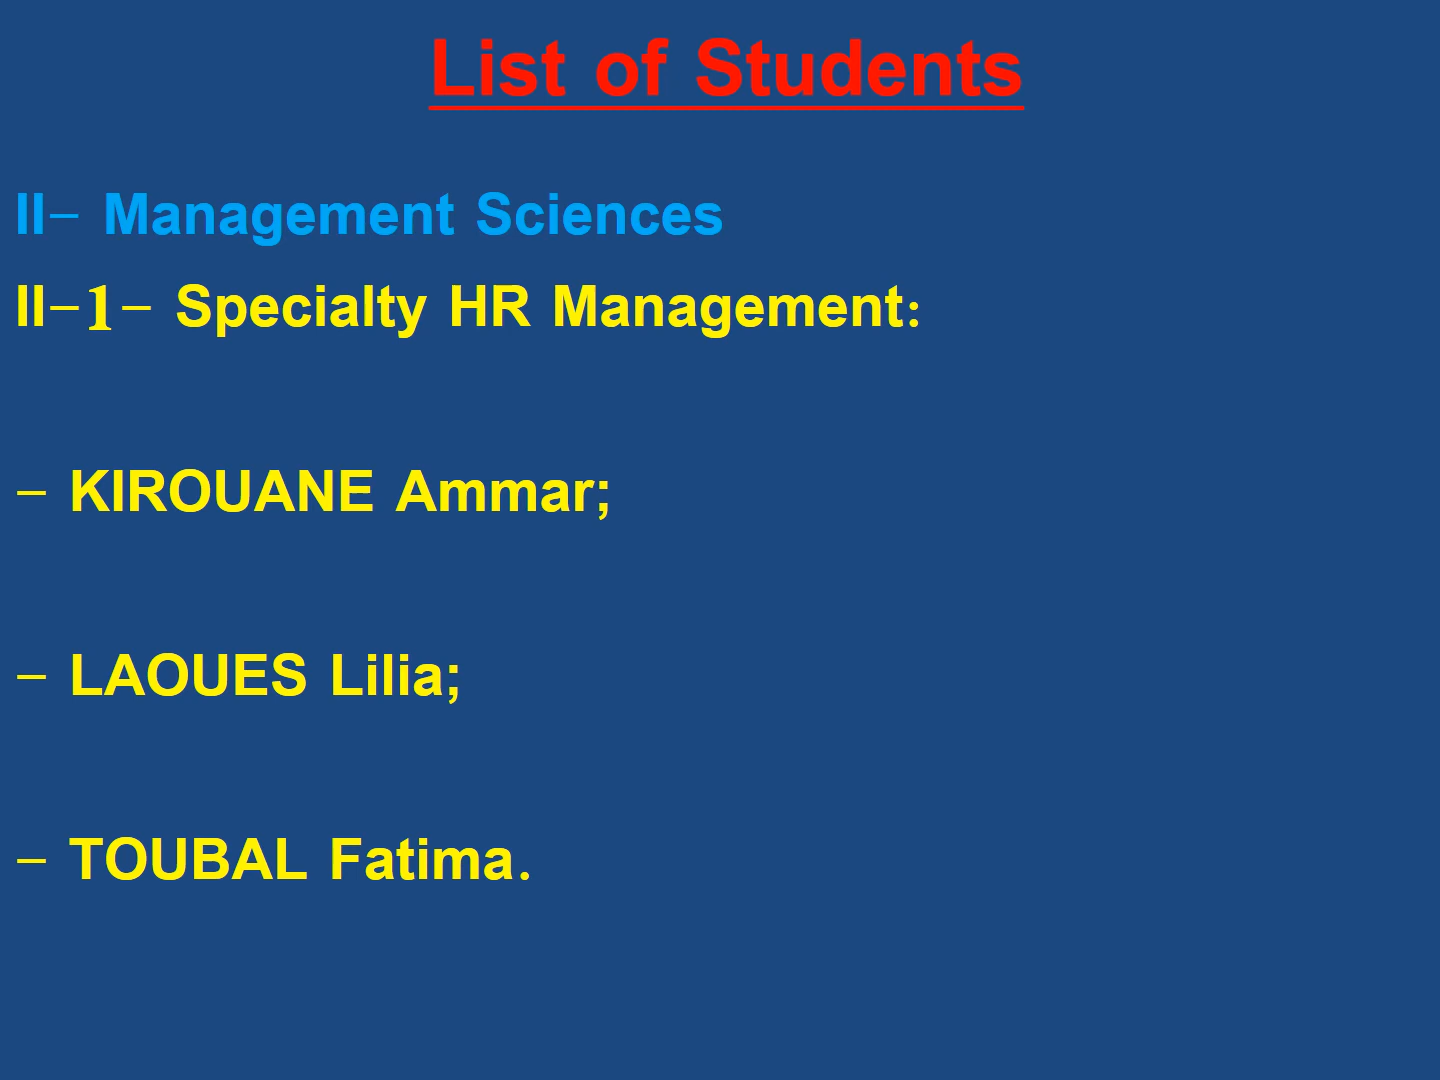 List of Students
II- Management Sciences
II-1- Specialty HR Management:
- KIROUANE Ammar;
- LAOUES Lilia;
- TOUBAL Fatima.